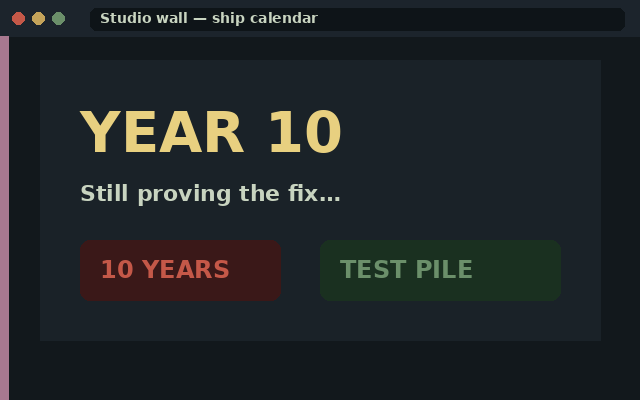 Studio wall — ship calendar
YEAR 10
Still proving the fix...
10 YEARS
TEST PILE